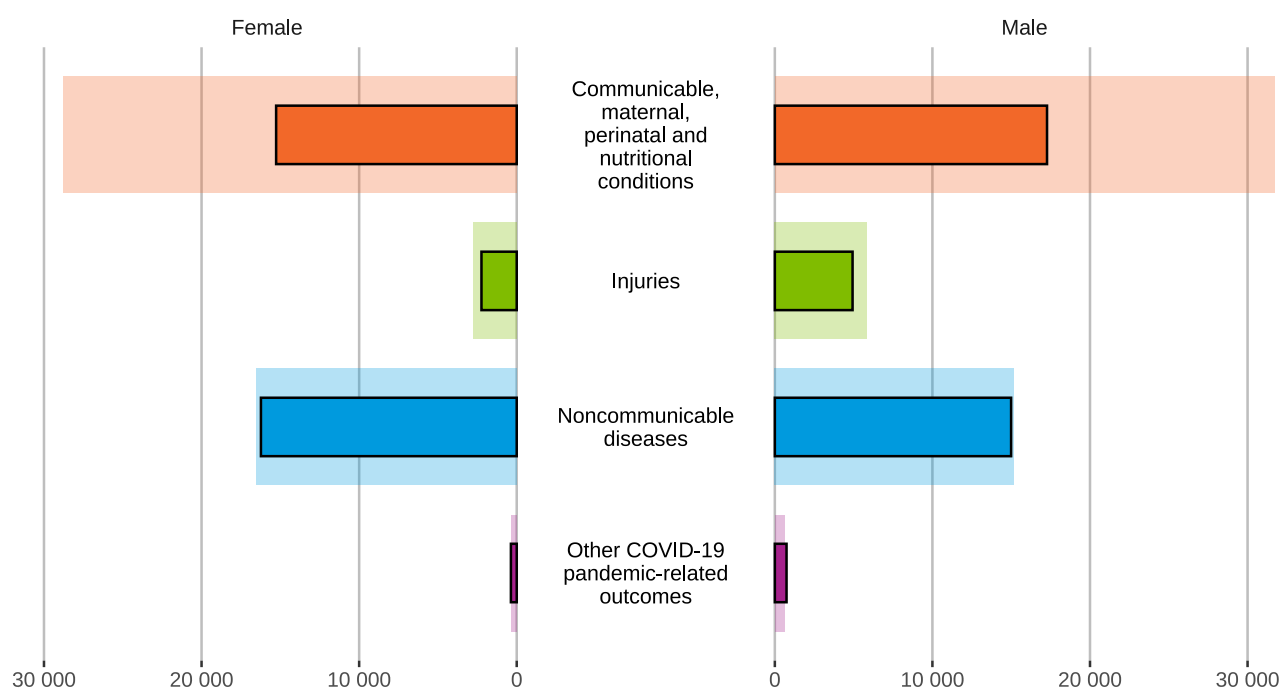 Female
Male
Communicable,
maternal,
perinatal and
nutritional
conditions
Injuries
Noncommunicable
diseases
Other COVID-19
pandemic-related
outcomes
30 000 20 000 10 000 0
0 10 000 20 000 30 000